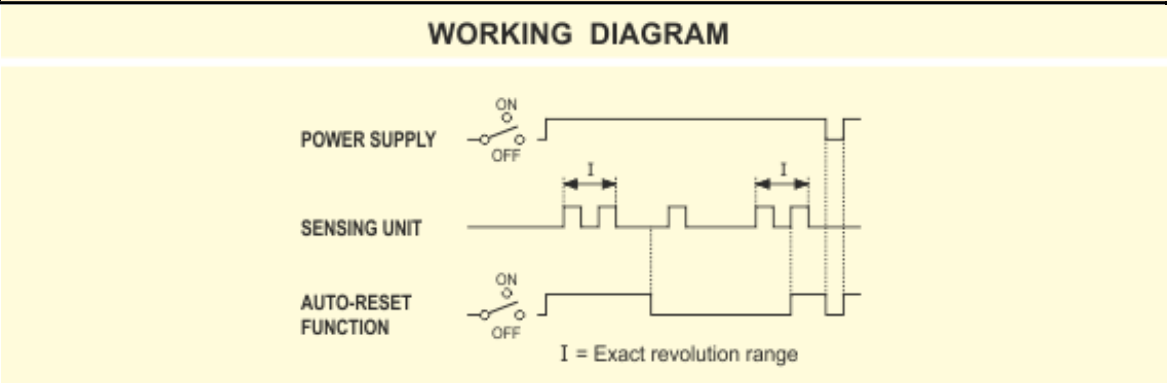 WORKING DIAGRAM
ON
POWER SUPPLY
OFF
I
I
SENSING UNIT
ON
AUTO-RESET
FUNCTION
OFF
I = Exact revolution range